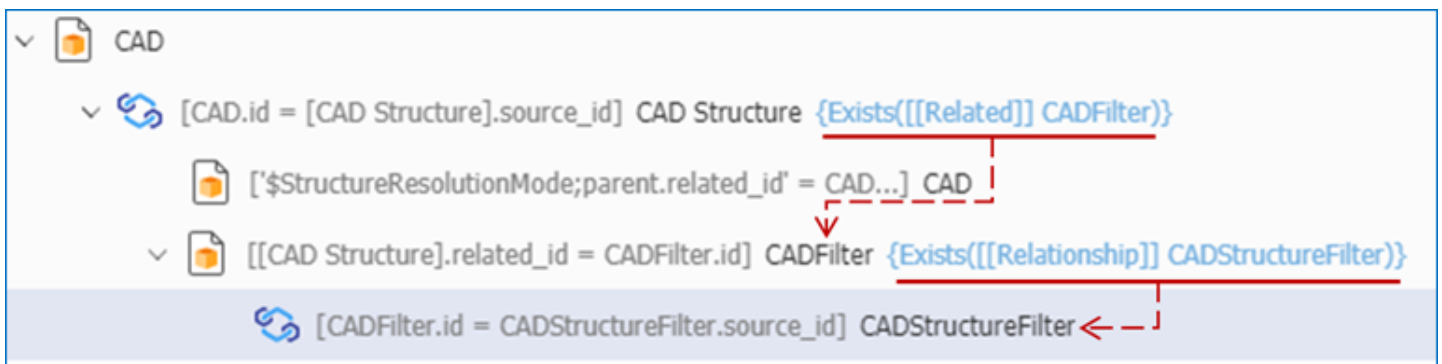 CAD
[CAD.id = [CAD Structure].source_id] CAD Structure {Exists([[Related]] CADFilter)}
['$StructureResolutionMode;parent.related_id' = CAD...] CAD
[[CAD Structure].related_id = CADFilter.id] CADFilter {Exists([[Relationship]] CADStructureFilter)}
[CADFilter.id = CADStructureFilter.source_id] CADStructureFilter